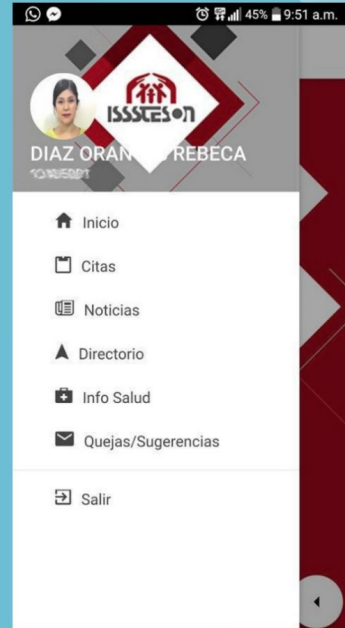 45% 9:51 a.m.
ISSSTESON
DIAZ REBECA
Inicio
Citas
Noticias
Directorio
Info Salud
Quejas/Sugerencias
Salir